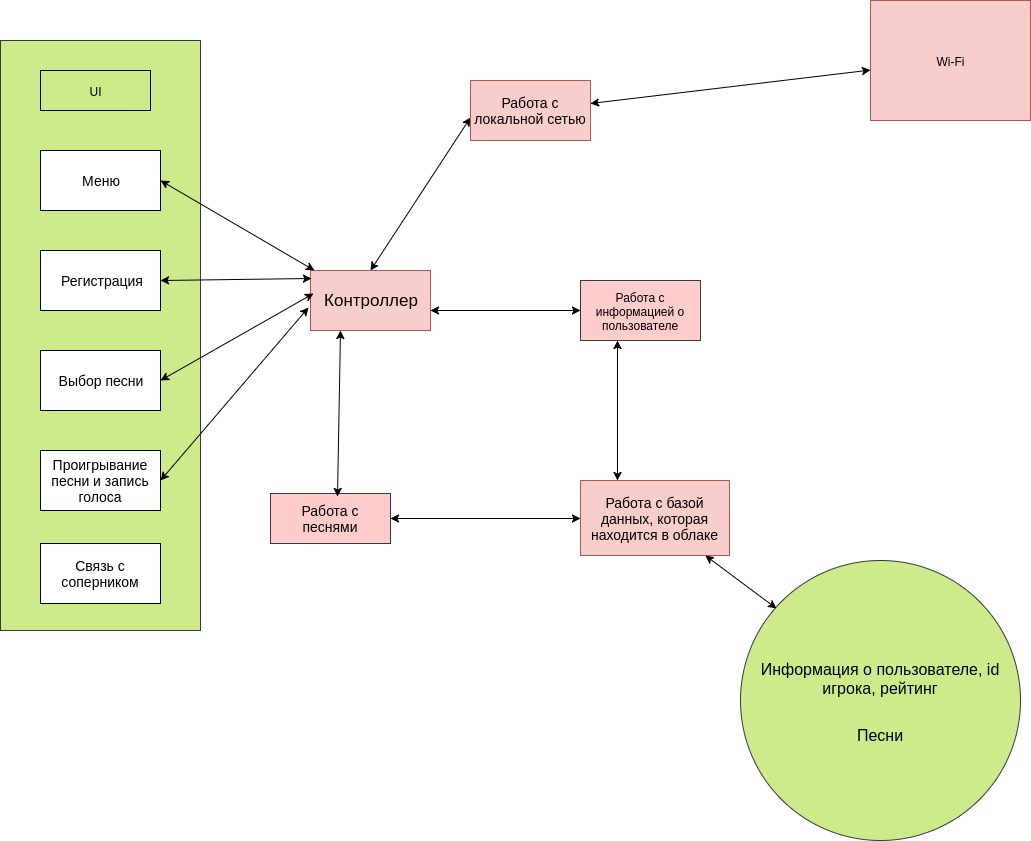 UI
Меню
Регистрация
Выбор песни
Проигрывание
песни и запись
голоса
Связь с
соперником
Контроллер
Работа с
локальной сетью
Wi-Fi
Работа с
информацией о
пользователе
Работа с
песнями
Работа с базой
данных, которая
находится в облаке
Информация о пользователе, id
игрока, рейтинг
Песни